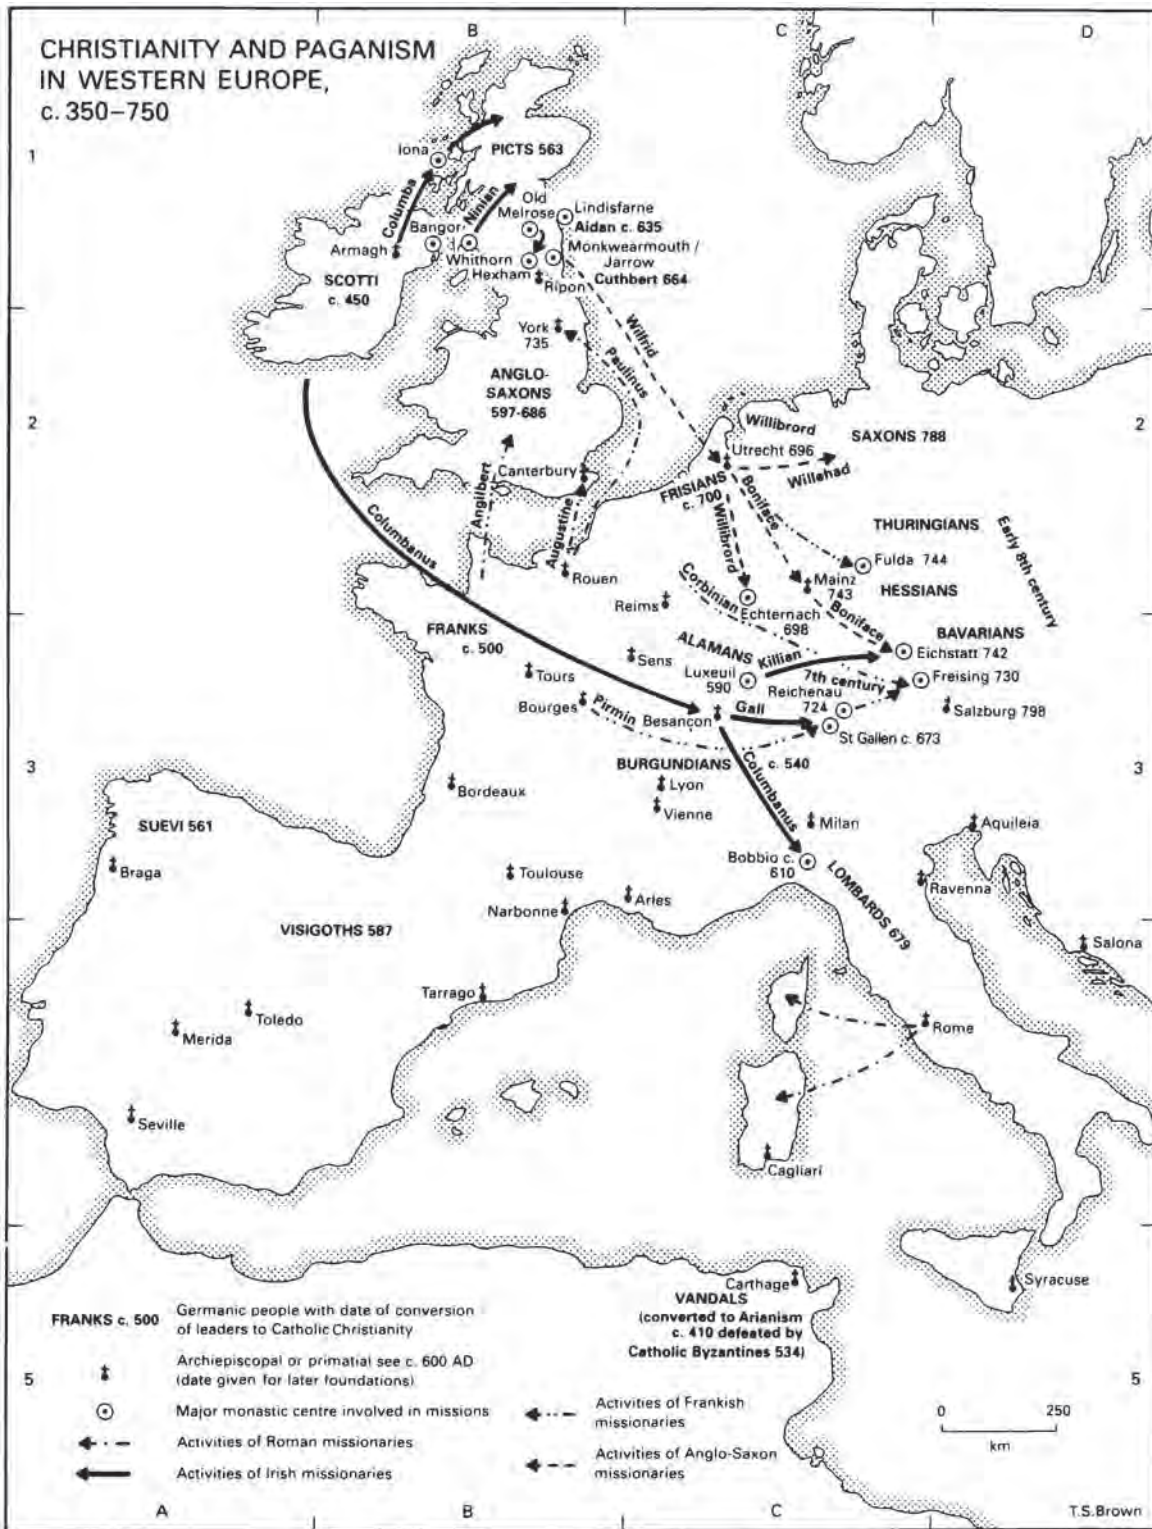 B
C
D
CHRISTIANITY AND PAGANISM
IN WESTERN EUROPE,
c. 350–750
1
Iona
PICTS 563
Columba
Ninian
Old
Melrose
Lindisfarne
Aidan c. 635
Bangor
Armagh
Whithorn
Monkwearmouth /
Jarrow
Cuthbert 664
Hexham
Ripon
SCOTTI
c. 450
York
735
Wilfrid
Paulinus
ANGLO-
SAXONS
597-686
2
2
Willibrord
SAXONS 788
Utrecht 696
Willehad
Canterbury
Angilbert
Augustine
FRISIANS
c. 700
Boniface
Willibrord
THURINGIANS
Early 8th century
Columbanus
Rouen
Fulda 744
Mainz
743
HESSIANS
Corbinian
Reims
Echternach
698
Boniface
FRANKS
c. 500
BAVARIANS
ALAMANS
Killian
Eichstatt 742
Sens
Tours
Luxeuil
590
7th century
Freising 730
Reichenau
724
Bourges
Pirmin
Besançon
Gall
Salzburg 798
St Gallen c. 673
3
BURGUNDIANS
c. 540
3
Columbanus
Bordeaux
Lyon
Vienne
Milan
Aquileia
SUEVI 561
Braga
Toulouse
Bobbio c.
610
LOMBARDS 679
Ravenna
Narbonne
Arles
VISIGOTHS 587
Salona
Tarrago
Toledo
Merida
Rome
Seville
Cagliari
Carthage
Syracuse
VANDALS
(converted to Arianism
c. 410 defeated by
Catholic Byzantines 534)
FRANKS c. 500
Germanic people with date of conversion
of leaders to Catholic Christianity
Archiepiscopal or primatial see c. 600 AD
(date given for later foundations)
5
5
Major monastic centre involved in missions
Activities of Roman missionaries
Activities of Irish missionaries
Activities of Frankish
missionaries
Activities of Anglo-Saxon
missionaries
0
250
km
A
B
C
T.S.Brown